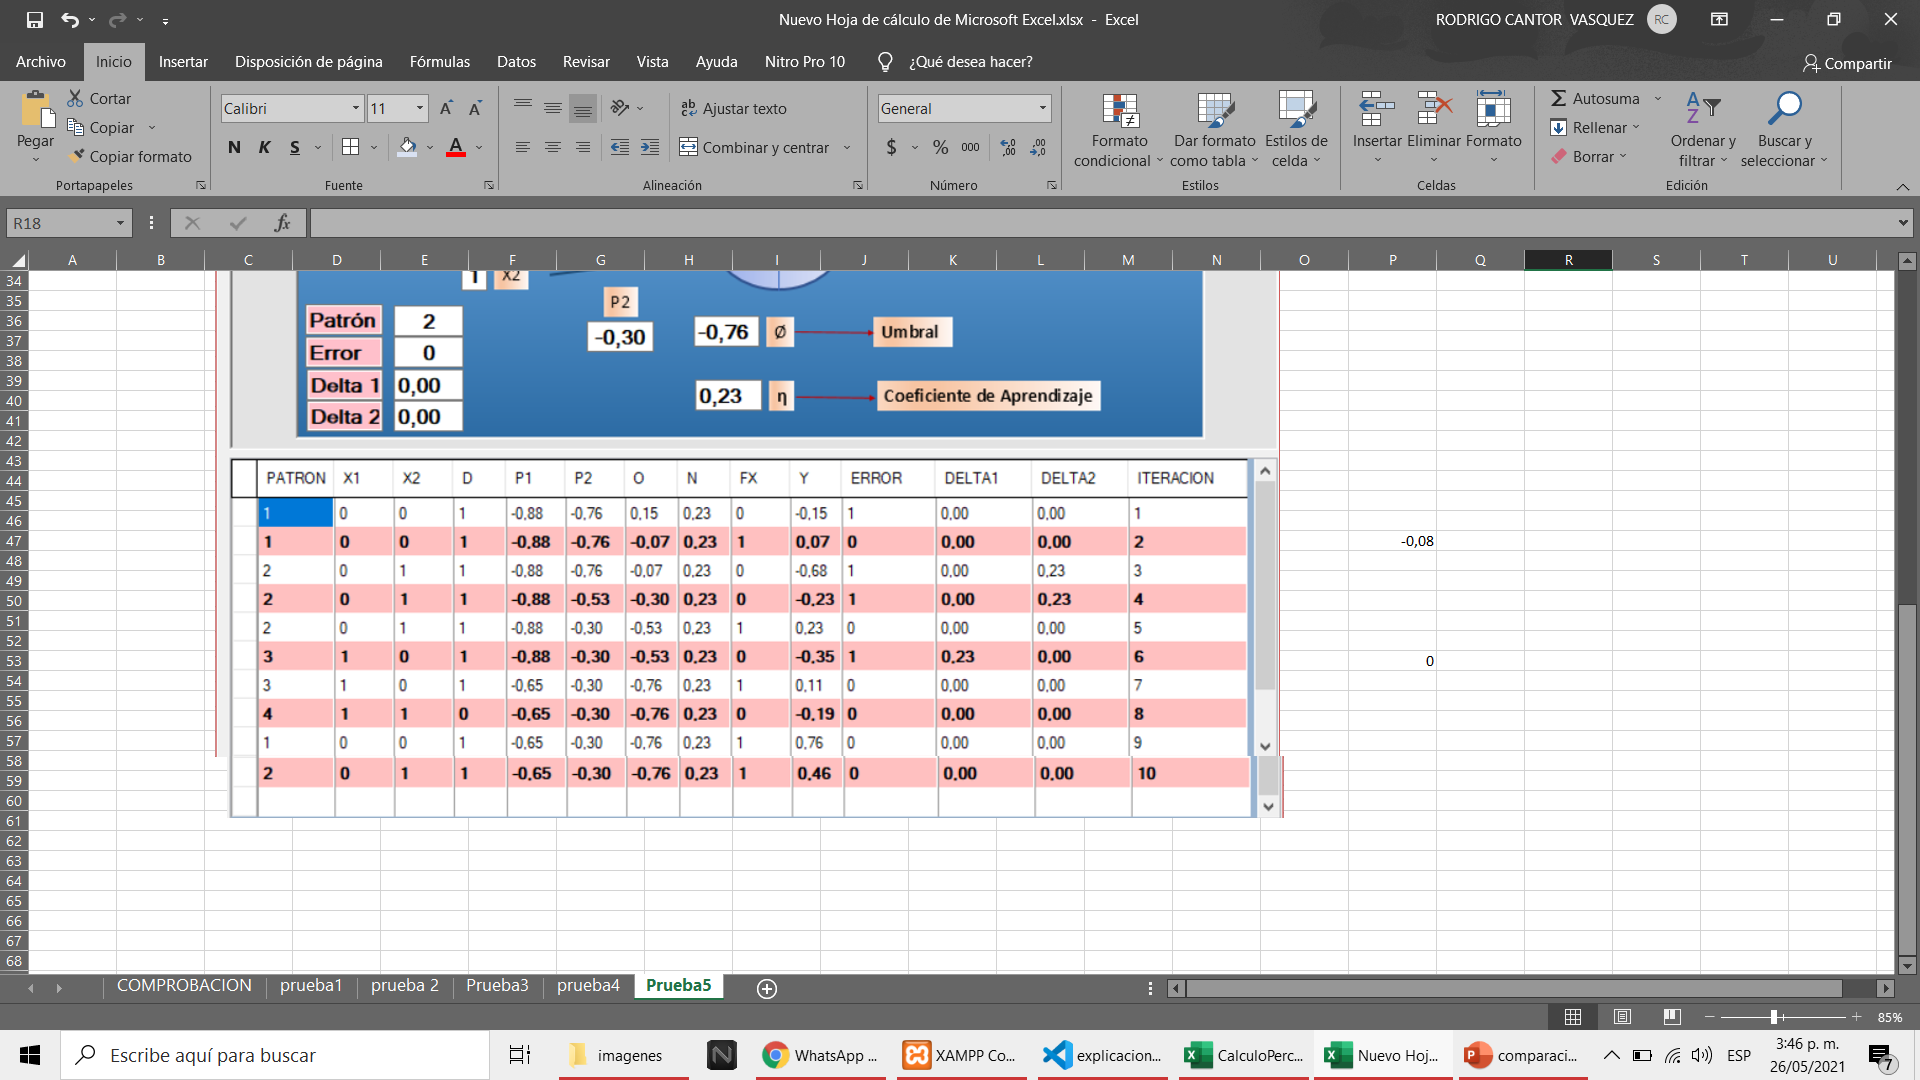 Nuevo Hoja de cálculo de Microsoft Excel.xlsx - Excel
RODRIGO CANTOR VASQUEZ RC
Archivo Inicio Insertar Disposición de página Fórmulas Datos Revisar Vista Ayuda Nitro Pro 10 ¿Qué desea hacer? Compartir
Pegar
Cortar
Copiar
Copiar formato
Portapapeles
Calibri 11
N K S
Fuente
Ajustar texto
Combinar y centrar
Alineación
General
$ % 000
Número
Formato condicional
Dar formato como tabla
Estilos de celda
Estilos
Insertar Eliminar Formato
Celdas
Autosuma
Rellenar
Borrar
Ordenar y filtrar
Buscar y seleccionar
Edición
R18 fx
A B C D E F G H I J K L M N O P Q R S T U
34
35
36
37
38
39
40
41
42
43
44
45
46
47
48
49
50
51
52
53
54
55
56
57
58
59
60
61
62
63
64
65
66
67
68
1 X2
P2
-0,30
Patrón 2
Error 0
Delta 1 0,00
Delta 2 0,00
-0,76 Ø Umbral
0,23 η Coeficiente de Aprendizaje
PATRON X1 X2 D P1 P2 O N FX Y ERROR DELTA1 DELTA2 ITERACION
1 0 0 1 -0,88 -0,76 0,15 0,23 0 -0,15 1 0,00 0,00 1
1 0 0 1 -0,88 -0,76 -0,07 0,23 1 0,07 0 0,00 0,00 2
2 0 1 1 -0,88 -0,76 -0,07 0,23 0 -0,68 1 0,00 0,23 3
2 0 1 1 -0,88 -0,53 -0,30 0,23 0 -0,23 1 0,00 0,23 4
2 0 1 1 -0,88 -0,30 -0,53 0,23 1 0,23 0 0,00 0,00 5
3 1 0 1 -0,88 -0,30 -0,53 0,23 0 -0,35 1 0,23 0,00 6
3 1 0 1 -0,65 -0,30 -0,76 0,23 1 0,11 0 0,00 0,00 7
4 1 1 0 -0,65 -0,30 -0,76 0,23 0 -0,19 0 0,00 0,00 8
1 0 0 1 -0,65 -0,30 -0,76 0,23 1 0,76 0 0,00 0,00 9
2 0 1 1 -0,65 -0,30 -0,76 0,23 1 0,46 0 0,00 0,00 10
-0,08
0
COMPROBACION prueba1 prueba 2 Prueba3 prueba4 Prueba5
85%
Escribe aquí para buscar
imagenes
WhatsApp ...
XAMPP Co...
explicacion...
CalculoPerc...
Nuevo Hoj...
comparaci...
ESP
3:46 p. m.
26/05/2021
7